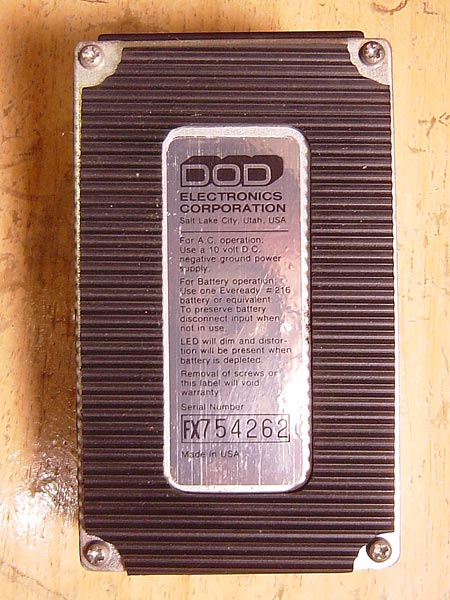 DOD
ELECTRONICS
CORPORATION
Salt Lake City, Utah, USA
For A.C. operation:
Use a 10 volt D.C.
negative ground power
supply.
For Battery operation:
Use one Eveready #216
battery or equivalent.
To preserve battery
disconnect input when
not in use.
LED will dim and distor-
tion will be present when
battery is depleted.
Removal of screws or
this label will void
warranty.
Serial Number
FX754262
Made in USA